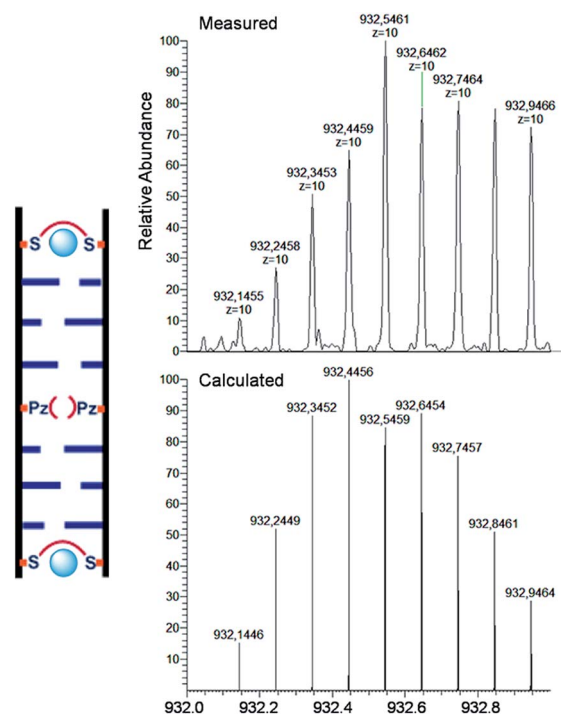 Measured
Relative Abundance
100
90
80
70
60
50
40
30
20
10
0
932,1455
z=10
932,2458
z=10
932,3453
z=10
932,4459
z=10
932,5461
z=10
932,6462
z=10
932,7464
z=10
932,9466
z=10
S S
Pz( )Pz
S S
Calculated
100
90
80
70
60
50
40
30
20
10
932,1446
932,2449
932,3452
932,4456
932,5459
932,6454
932,7457
932,8461
932,9464
932.0 932.2 932.4 932.6 932.8